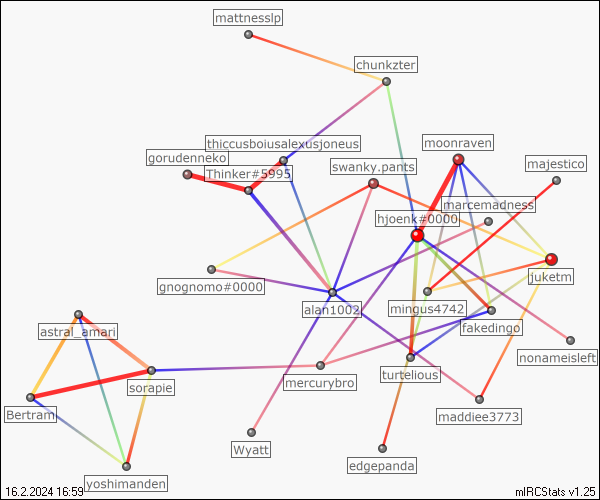 mattnesslp
chunkzter
thiccusboiusalexusjoneus
moonraven
gorudenneko
swanky.pants
majestico
Thinker#5995
marcemadness
hjoenk#0000
juketm
gnognomo#0000
alan1002
mingus4742
fakedingo
astral_amari
nonameisleft
sorapie
mercurybro
turtelious
Bertram
maddiee3773
Wyatt
edgepanda
yoshimanden
16.2.2024 16:59
mIRCStats v1.25